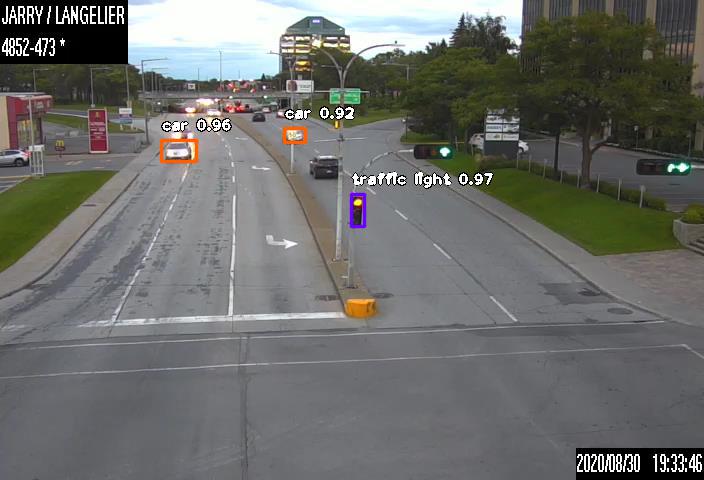 JARRY / LANGELIER
4852-473 *
car 0.96
car 0.92
traffic light 0.97
2020/08/30 19:33:46